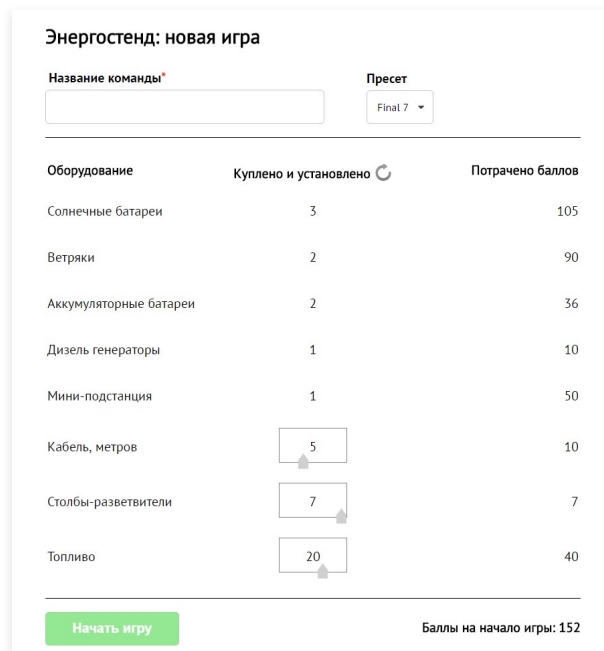 Энергостенд: новая игра
Название команды* Пресет
Final 7
Оборудование Куплено и установлено Потрачено баллов
Солнечные батареи 3 105
Ветряки 2 90
Аккумуляторные батареи 2 36
Дизель генераторы 1 10
Мини-подстанция 1 50
Кабель, метров 5 10
Столбы-разветвители 7 7
Топливо 20 40
Начать игру Баллы на начало игры: 152